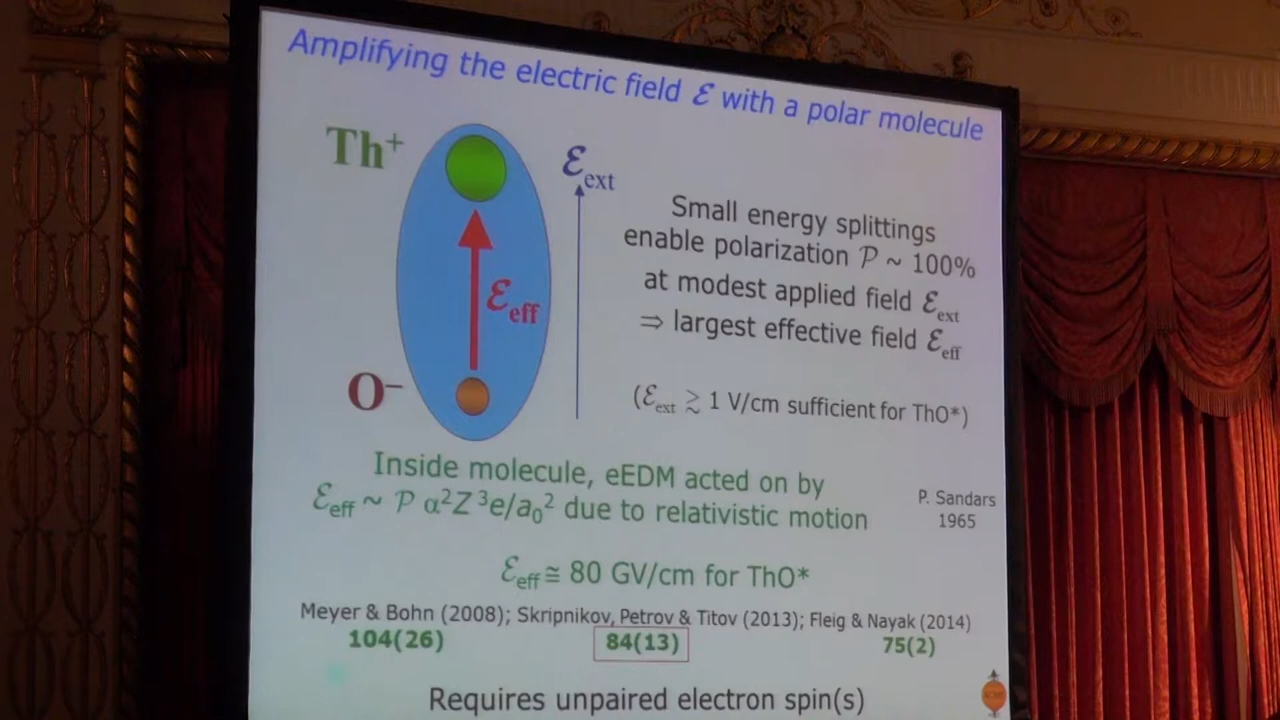 Amplifying the electric field ℰ with a polar molecule
Th⁺
ℰext
Small energy splittings
enable polarization 𝒫 ~ 100%
at modest applied field ℰext
⇒ largest effective field ℰeff
ℰeff
O⁻
(ℰext ≳ 1 V/cm sufficient for ThO*)
Inside molecule, eEDM acted on by
ℰeff ~ 𝒫 α²Z³e/a₀² due to relativistic motion
P. Sandars
1965
ℰeff ≅ 80 GV/cm for ThO*
Meyer & Bohn (2008); Skripnikov, Petrov & Titov (2013); Fleig & Nayak (2014)
104(26) 84(13) 75(2)
Requires unpaired electron spin(s)